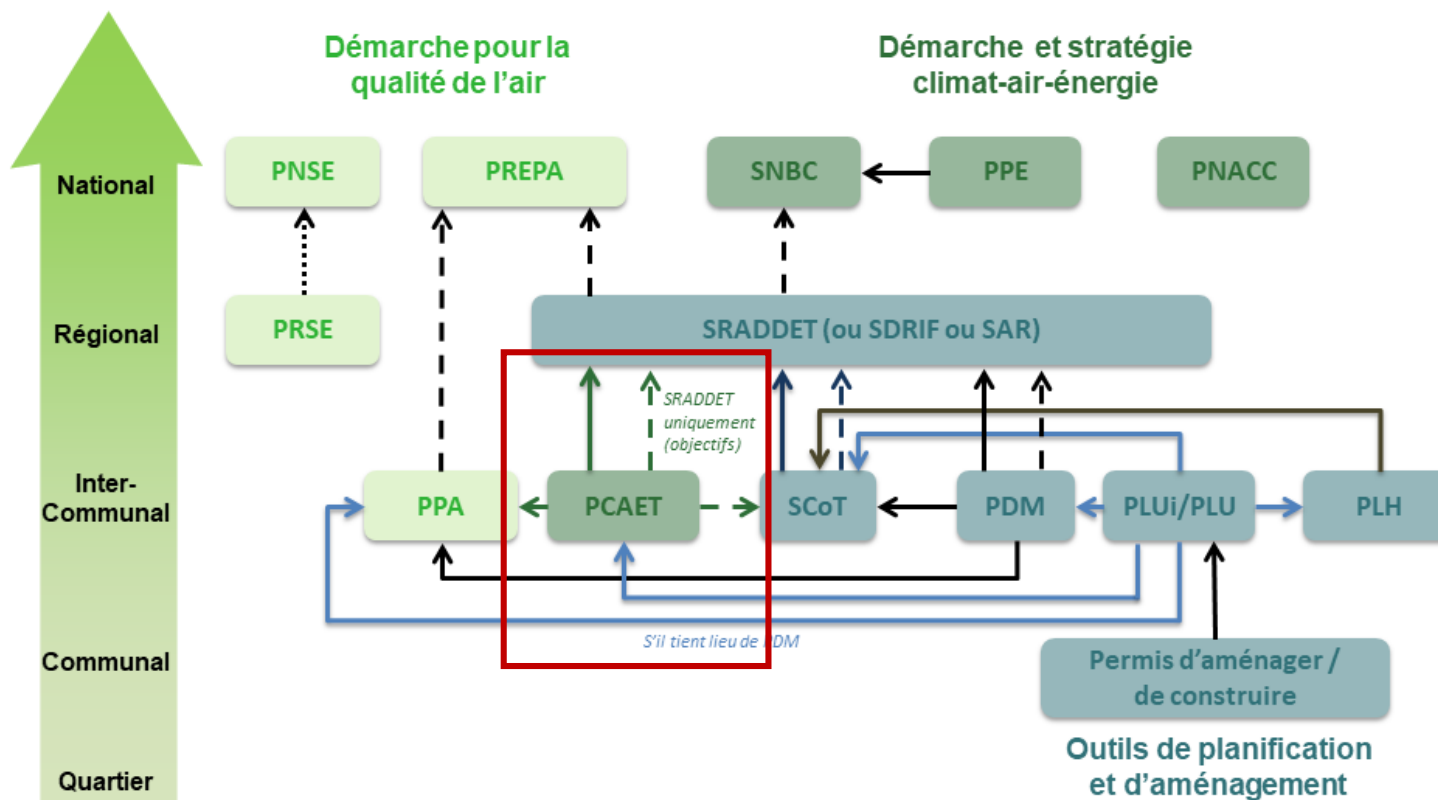 Démarche pour la
qualité de l'air
Démarche et stratégie
climat-air-énergie
National
PNSE
PREPA
SNBC
PPE
PNACC
Régional
PRSE
SRADDET (ou SDRIF ou SAR)
SRADDET
uniquement
(objectifs)
Inter-
Communal
PPA
PCAET
SCoT
PDM
PLUi/PLU
PLH
S'il tient lieu de PDM
Communal
Permis d'aménager /
de construire
Outils de planification
et d'aménagement
Quartier